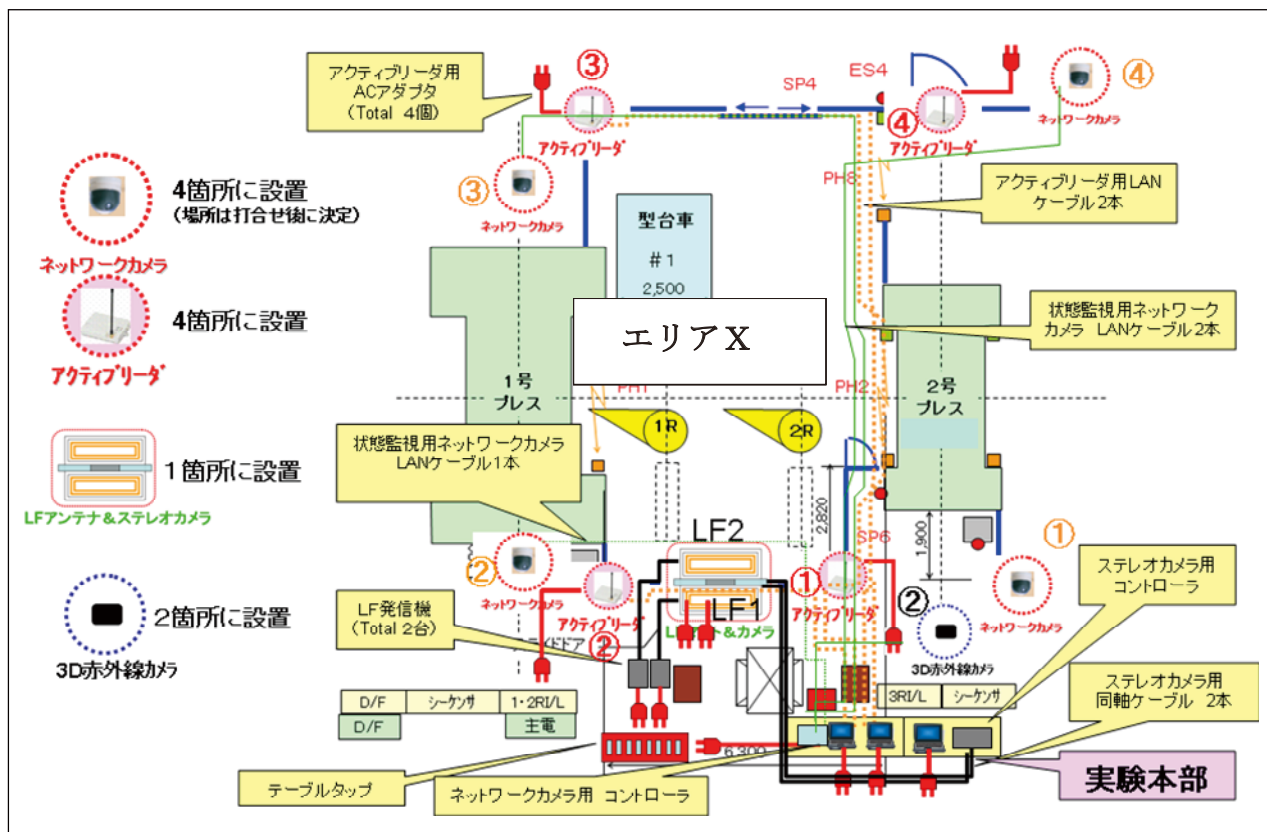 アクティブリーダ用
ACアダプタ
(Total 4個)
③
SP4
ES4
④
ネットワークカメラ
④
アクティブリーダ
アクティブリーダ
③
ネットワークカメラ
PH8
アクティブリーダ用LAN
ケーブル2本
4箇所に設置
(場所は打合せ後に決定)
ネットワークカメラ
4箇所に設置
アクティブリーダ
型台車
#1
2,500
エリアX
状態監視用ネットワーク
カメラ LANケーブル2本
1号
プレス
PH1
PH2
2号
プレス
1R
2R
状態監視用ネットワークカメラ
LANケーブル1本
1箇所に設置
LFアンテナ&ステレオカメラ
2,820
1,900
LF2
SP6
①
②
ネットワークカメラ
①
アクティブリーダ
②
ネットワークカメラ
ステレオカメラ用
コントローラ
LF1
アクティブリーダ
②
LF発信機
(Total 2台)
ドドア
&カメラ
2箇所に設置
3D赤外線カメラ
3D赤外線カメラ
D/F
シーケンサ
1・2RI/L
D/F
主電
3RI/L
シーケンサ
ステレオカメラ用
同軸ケーブル 2本
6,300
テーブルタップ
ネットワークカメラ用 コントローラ
実験本部